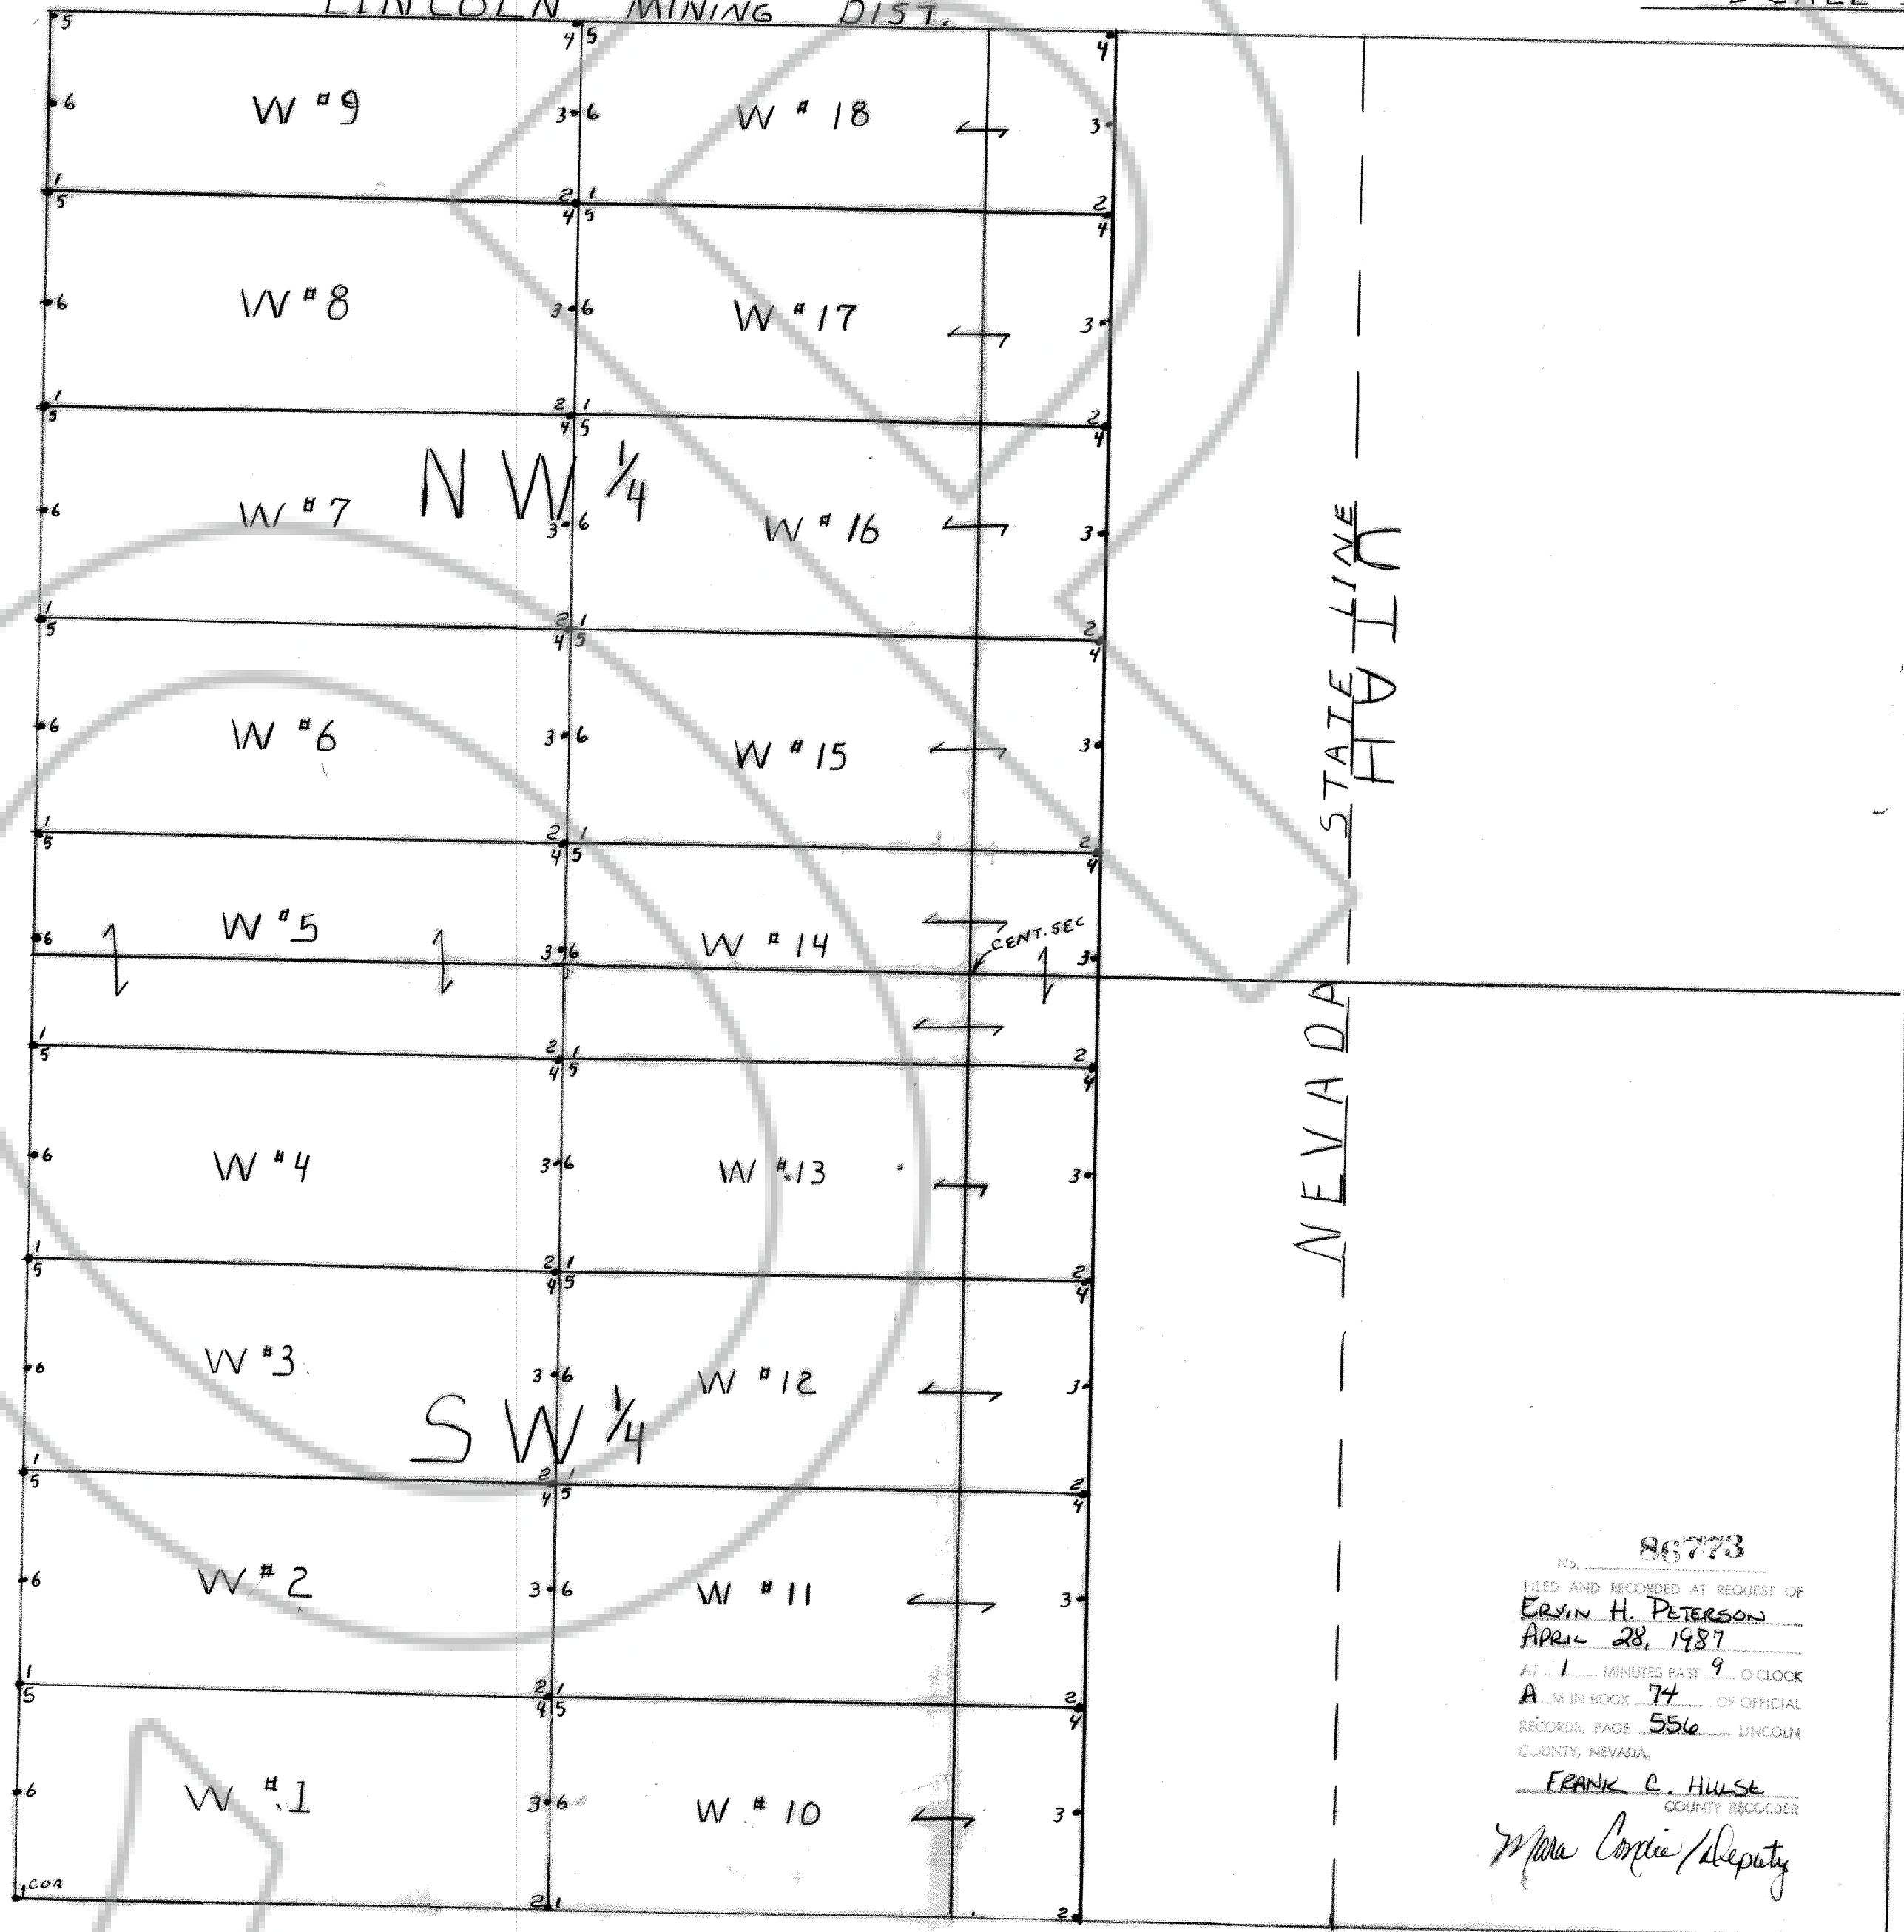 LINCOLN MINING DIST.
W #9
W # 18
W #8
W #17
NW 1/4
W #7
W #16
W #6
W #15
W #5
W #14
CENT. SEC
W #4
W #13
W #3
W #12
SW 1/4
W #2
W #11
W #1
W # 10
COR
NEVADA STATE LINE
UTAH
No. 86773
FILED AND RECORDED AT REQUEST OF
ERVIN H. PETERSON
APRIL 28, 1987
AT 1 MINUTES PAST 9 O'CLOCK
A M IN BOOK 74 OF OFFICIAL
RECORDS, PAGE 556 LINCOLN
COUNTY, NEVADA.
FRANK C. HULSE
COUNTY RECORDER
Mara Condie / Deputy